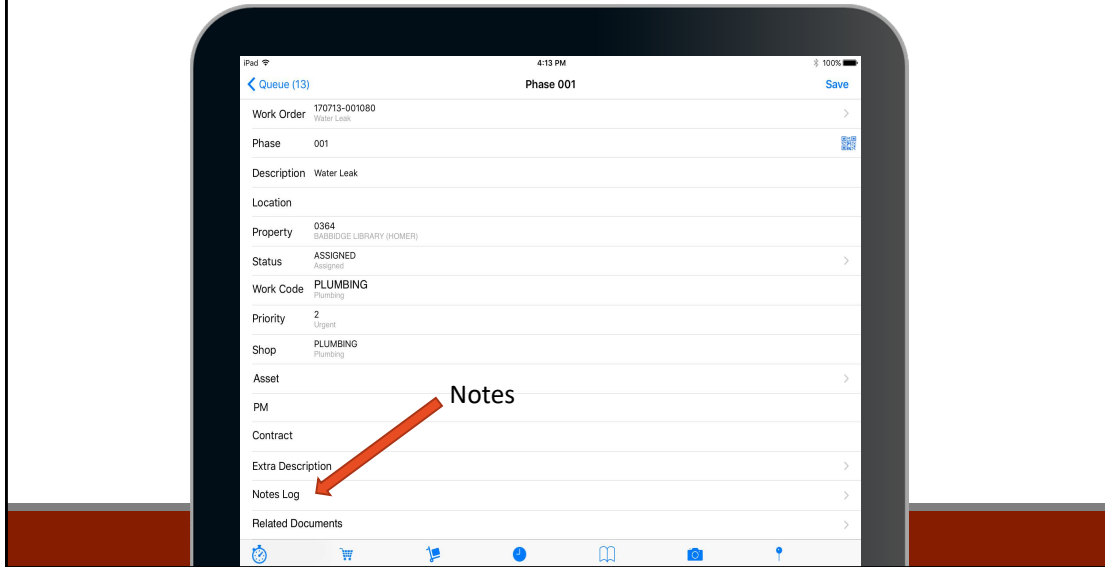 iPad 4:13 PM 100%
Queue (13) Phase 001 Save
Work Order 170713-001080
Water Leak
Phase 001
Description Water Leak
Location
Property 0364
BABBIDGE LIBRARY (HOMER)
Status ASSIGNED
Assigned
Work Code PLUMBING
Plumbing
Priority 2
Urgent
Shop PLUMBING
Plumbing
Asset
Notes
PM
Contract
Extra Description
Notes Log
Related Documents